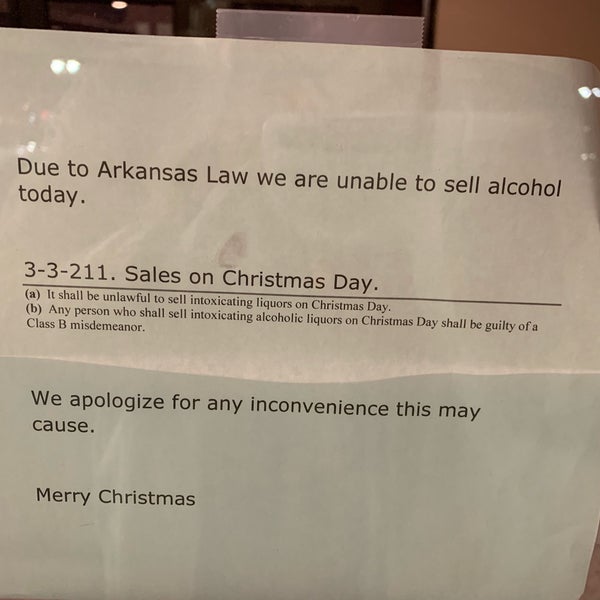 Due to Arkansas Law we are unable to sell alcohol
today.
3-3-211. Sales on Christmas Day.
(a) It shall be unlawful to sell intoxicating liquors on Christmas Day.
(b) Any person who shall sell intoxicating alcoholic liquors on Christmas Day shall be guilty of a
Class B misdemeanor.
We apologize for any inconvenience this may
cause.
Merry Christmas